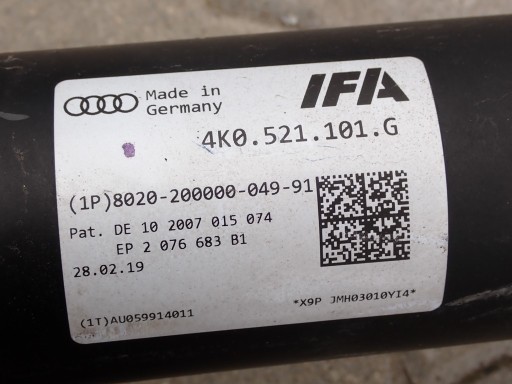 Made in
Germany
IFA
4K0.521.101.G
(1P)8020-200000-049-91
Pat. DE 10 2007 015 074
EP 2 076 683 B1
28.02.19
(1T)AU059914011
*X9P JMH03010YI4*